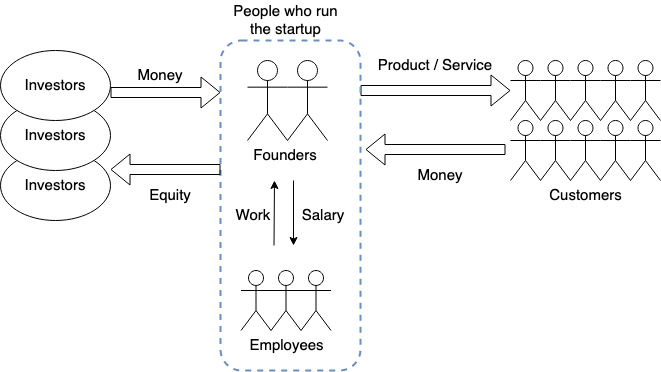 People who run
the startup
Investors
Investors
Investors
Money
Equity
Founders
Work
Salary
Employees
Product / Service
Money
Customers